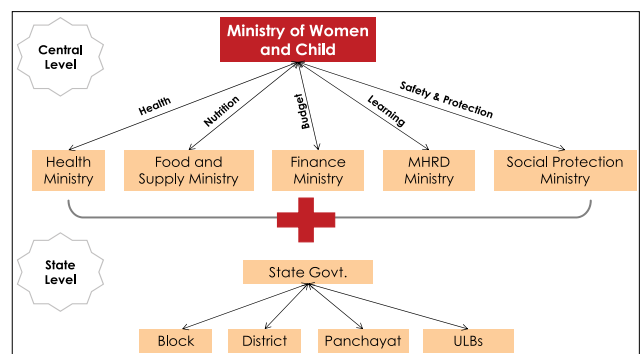 Central
Level
Ministry of Women
and Child
Health
Nutrition
Budget
Learning
Safety & Protection
Health
Ministry
Food and
Supply Ministry
Finance
Ministry
MHRD
Ministry
Social Protection
Ministry
State
Level
State Govt.
Block
District
Panchayat
ULBs